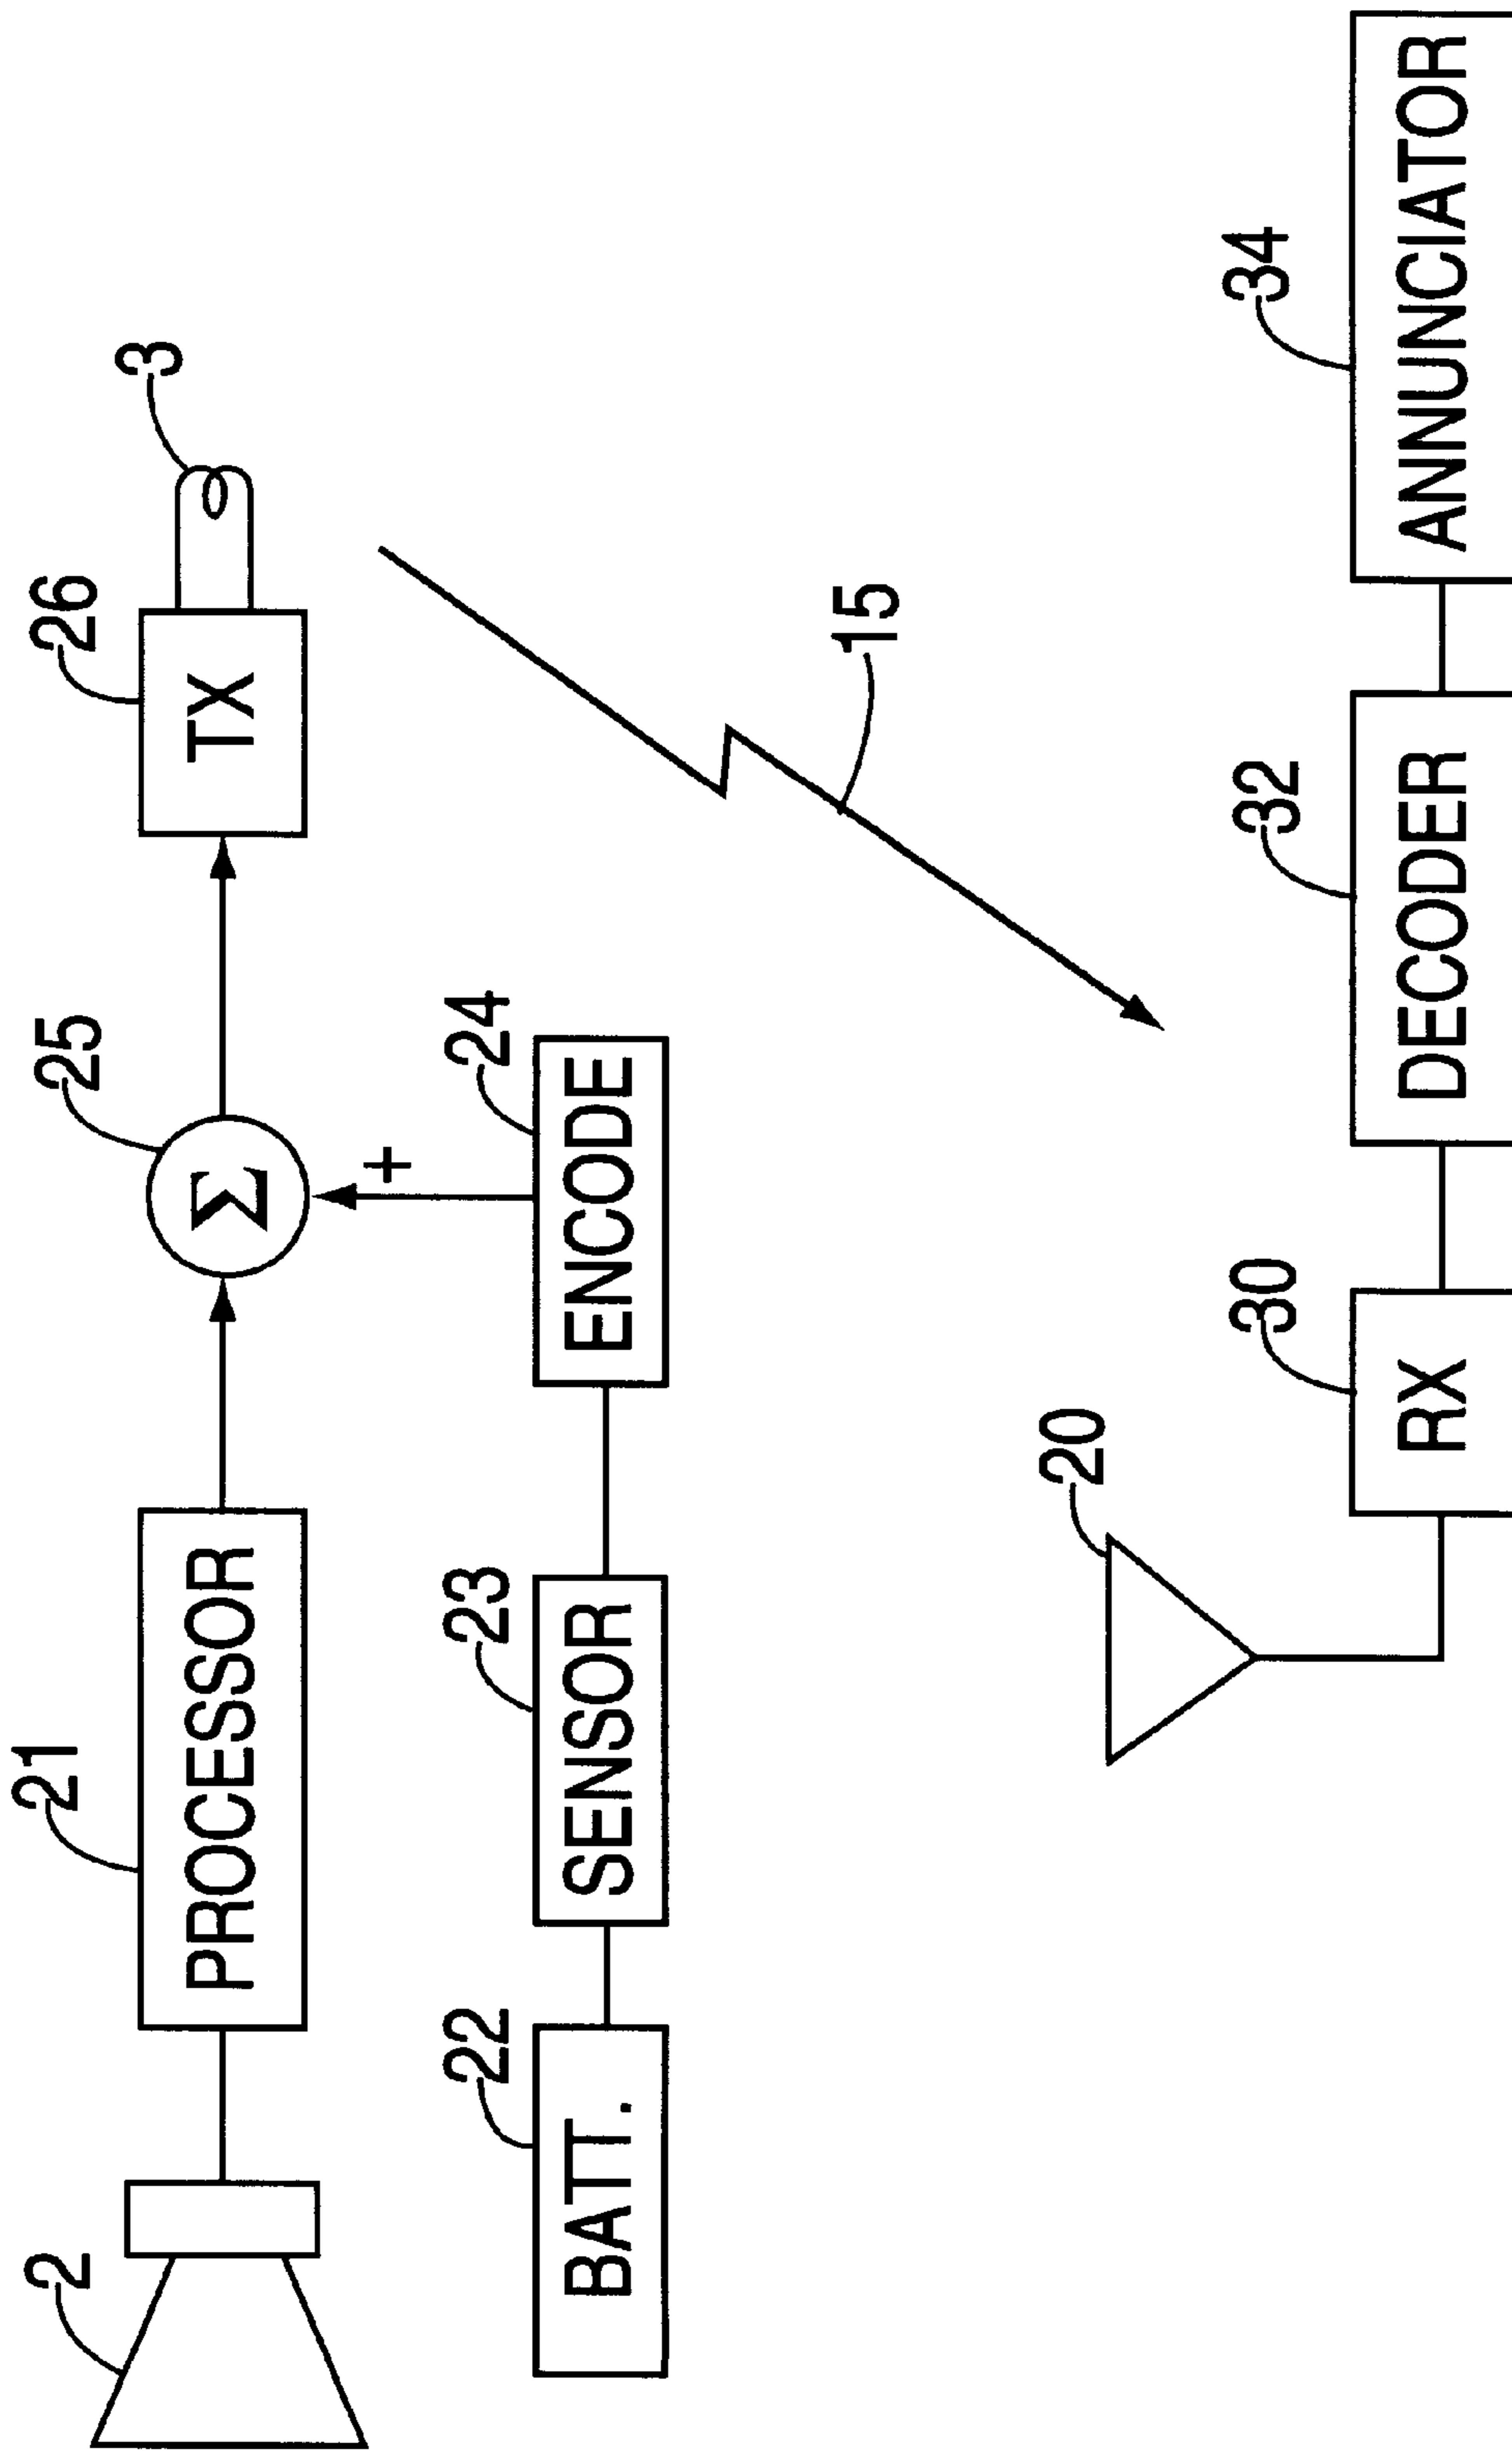 2
21
PROCESSOR
25
Σ
26
TX
3
22
BATT.
23
SENSOR
24
ENCODE
+
15
20
30
RX
32
DECODER
34
ANNUNCIATOR